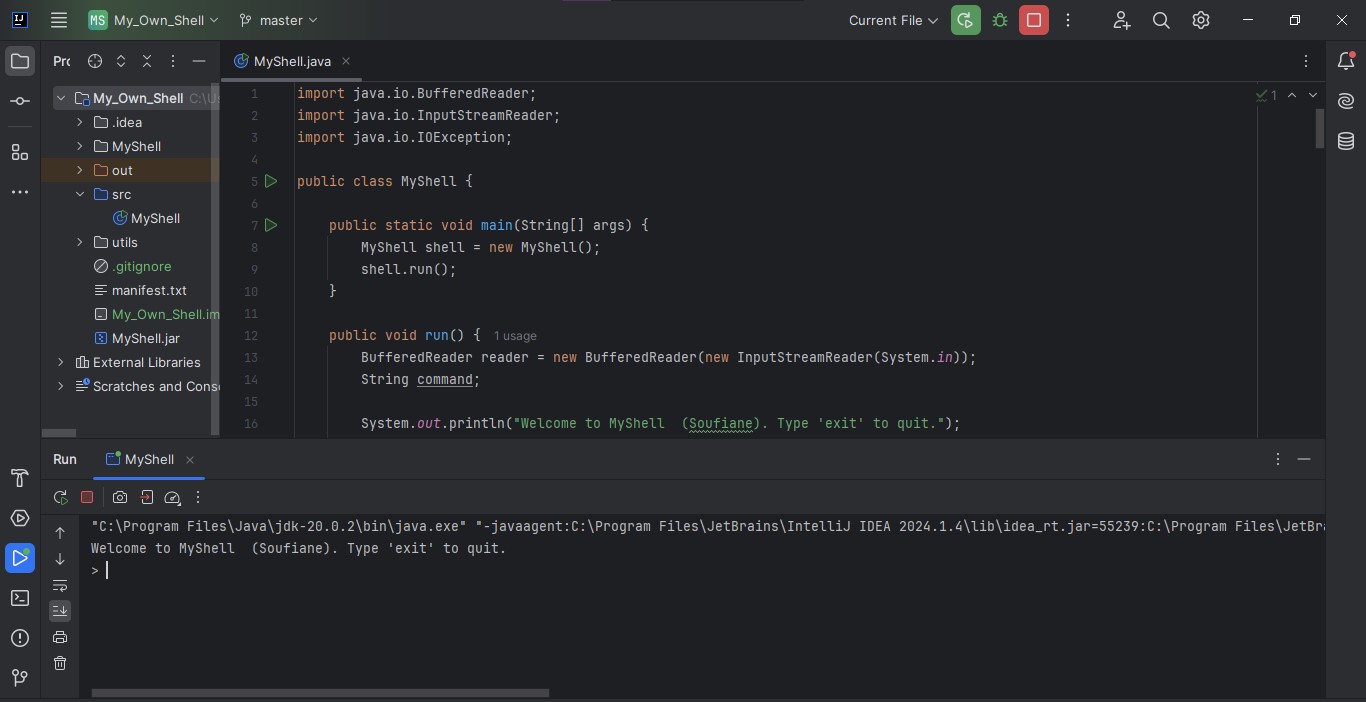 MS My_Own_Shell master Current File
Pro
MyShell.java
My_Own_Shell C:\Us
.idea
MyShell
out
src
MyShell
utils
.gitignore
manifest.txt
My_Own_Shell.im
MyShell.jar
External Libraries
Scratches and Conso
1 import java.io.BufferedReader;
2 import java.io.InputStreamReader;
3 import java.io.IOException;
4
5 public class MyShell {
6
7 public static void main(String[] args) {
8 MyShell shell = new MyShell();
9 shell.run();
10 }
11
12 public void run() { 1 usage
13 BufferedReader reader = new BufferedReader(new InputStreamReader(System.in));
14 String command;
15
16 System.out.println("Welcome to MyShell  (Soufiane). Type 'exit' to quit.");
1
Run MyShell
"C:\Program Files\Java\jdk-20.0.2\bin\java.exe" "-javaagent:C:\Program Files\JetBrains\IntelliJ IDEA 2024.1.4\lib\idea_rt.jar=55239:C:\Program Files\JetBra
Welcome to MyShell  (Soufiane). Type 'exit' to quit.
>